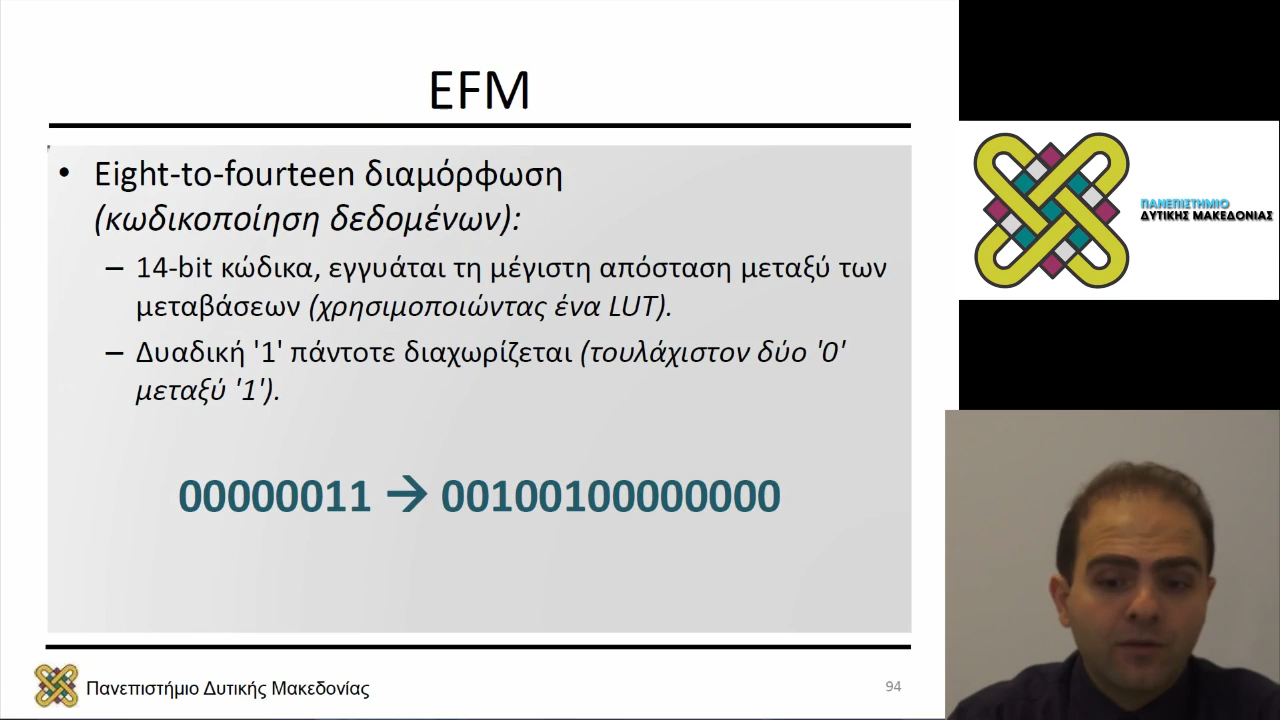 EFM
• Eight-to-fourteen διαμόρφωση
(κωδικοποίηση δεδομένων):
– 14-bit κώδικα, εγγυάται τη μέγιστη απόσταση μεταξύ των
μεταβάσεων (χρησιμοποιώντας ένα LUT).
– Δυαδική '1' πάντοτε διαχωρίζεται (τουλάχιστον δύο '0'
μεταξύ '1').
00000011 → 00100100000000
Πανεπιστήμιο Δυτικής Μακεδονίας
94
ΠΑΝΕΠΙΣΤΗΜΙΟ
ΔΥΤΙΚΗΣ ΜΑΚΕΔΟΝΙΑΣ